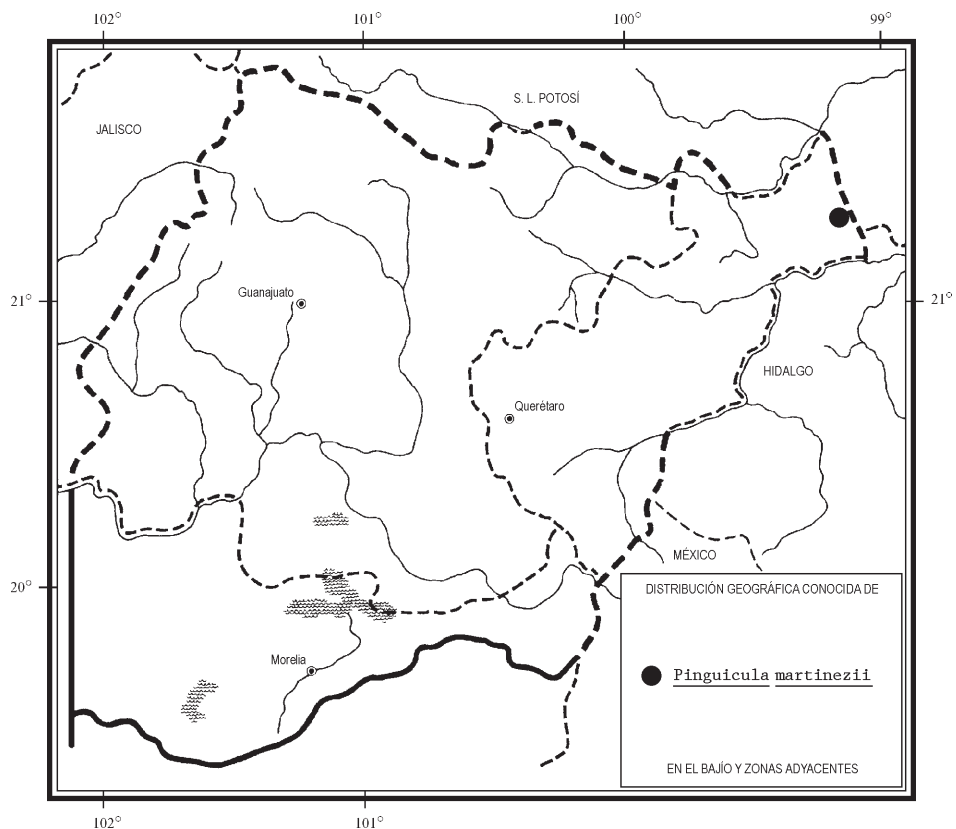 102° 101° 100° 99°
S. L. POTOSÍ
JALISCO
Guanajuato
21° 21°
HIDALGO
Querétaro
MÉXICO
20°
DISTRIBUCIÓN GEOGRÁFICA CONOCIDA DE
Morelia
Pinguicula martinezii
EN EL BAJÍO Y ZONAS ADYACENTES
102° 101°